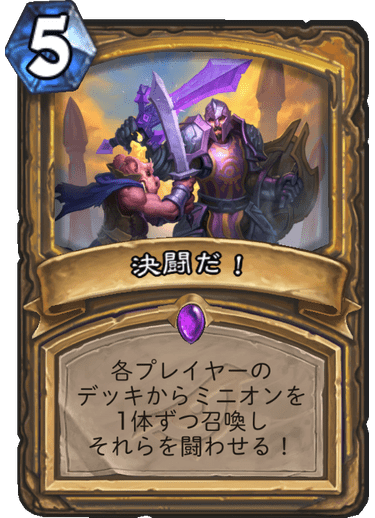 5
決闘だ！
各プレイヤーの
デッキからミニオンを
1体ずつ召喚し
それらを闘わせる！